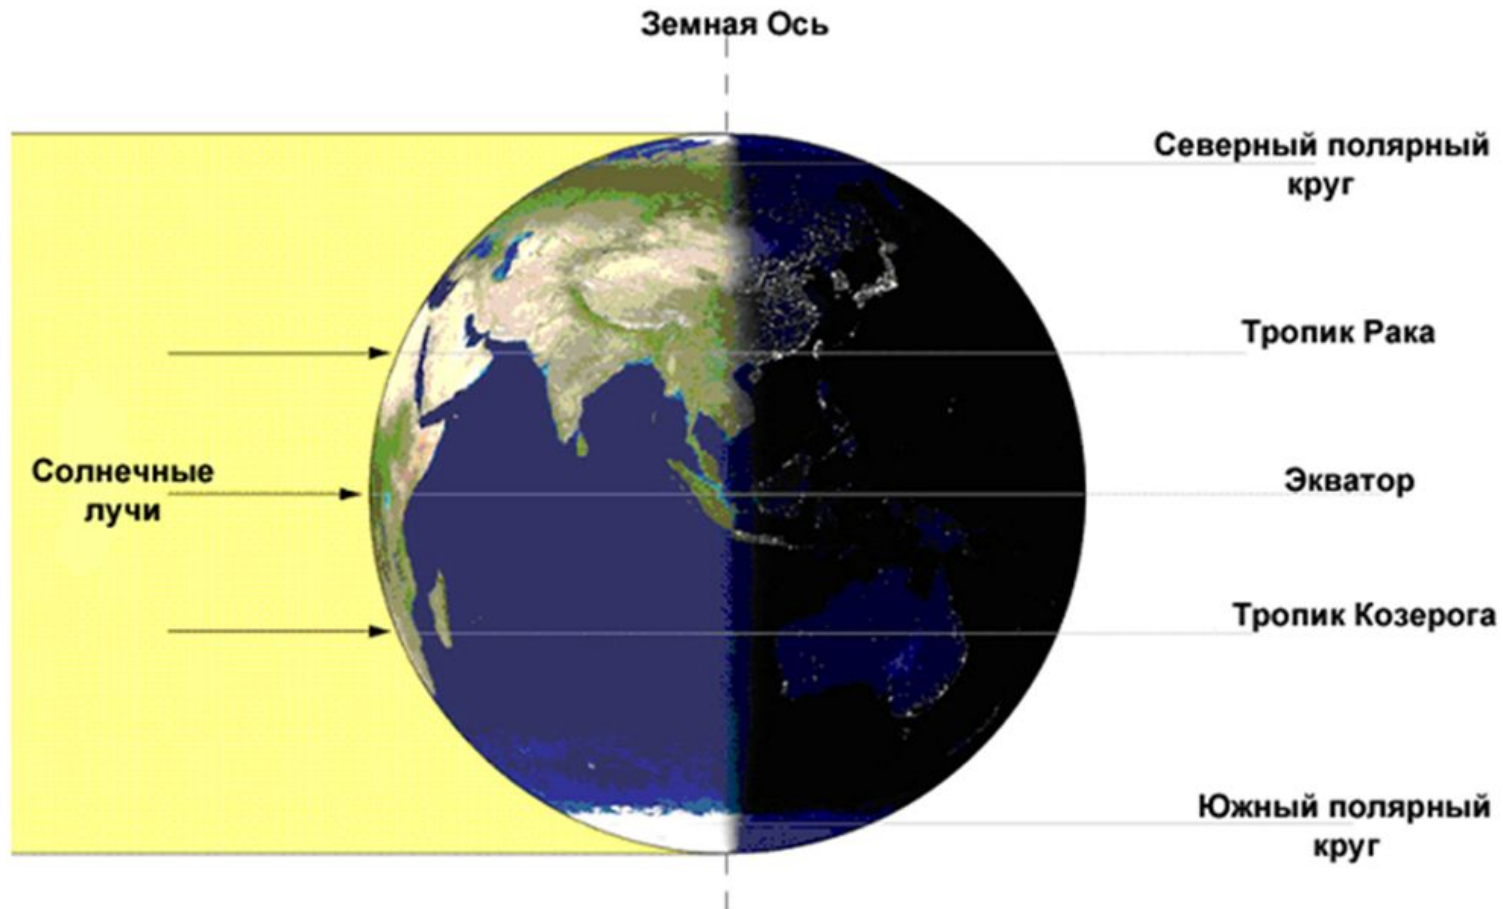 Земная Ось
Северный полярный
круг
Тропик Рака
Солнечные
лучи
Экватор
Тропик Козерога
Южный полярный
круг